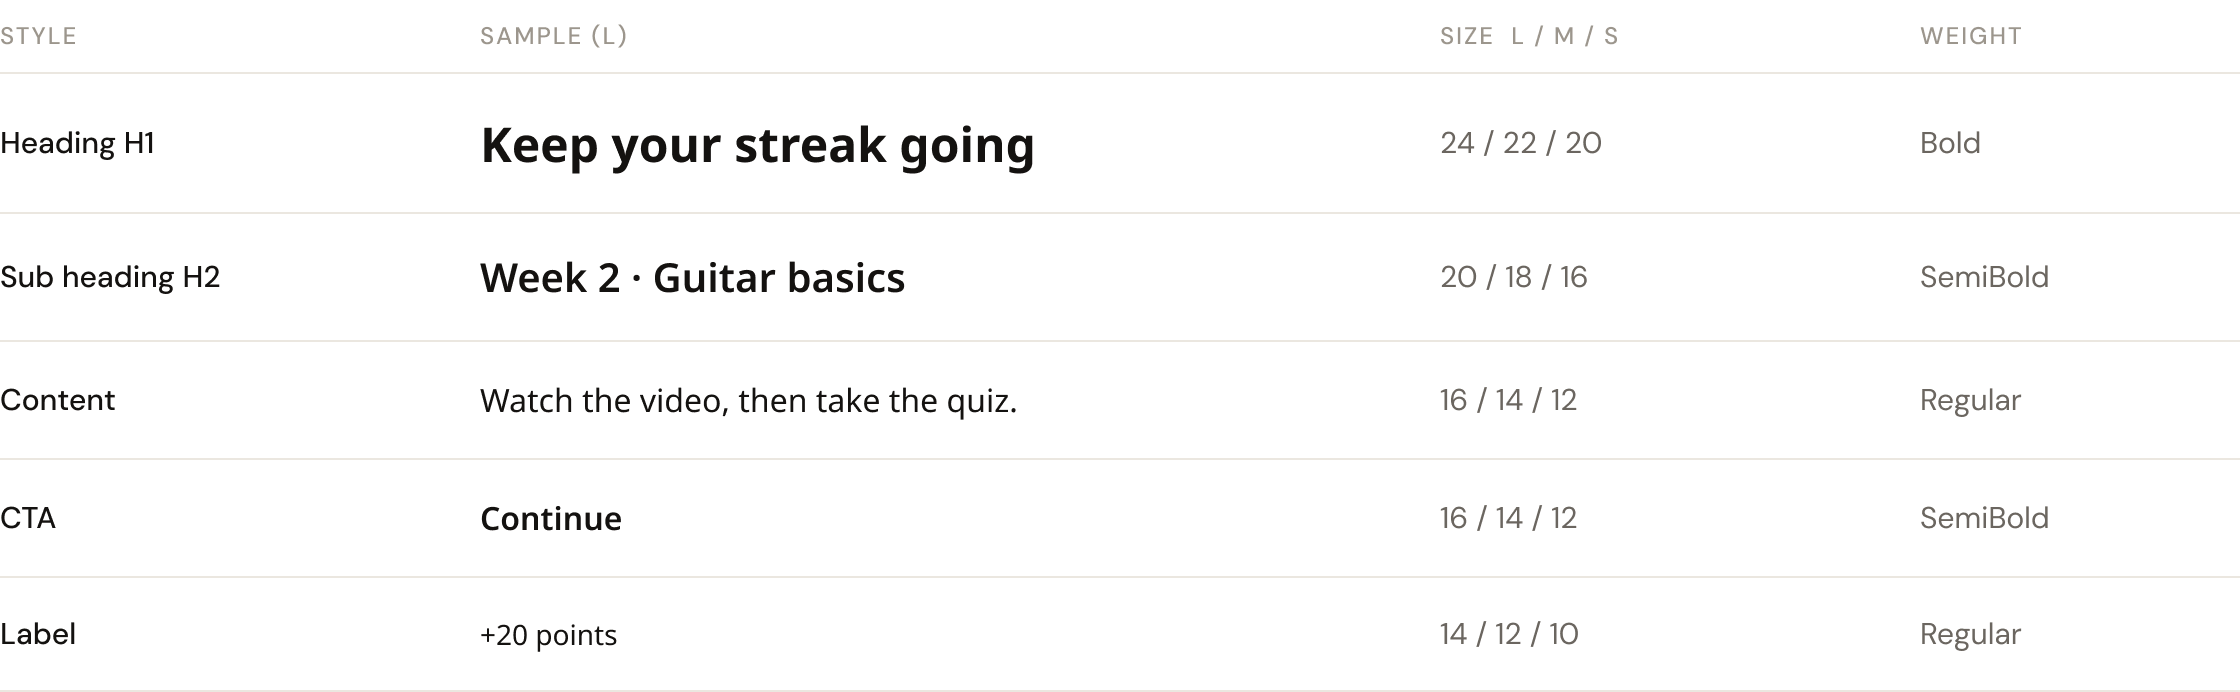 STYLE SAMPLE (L) SIZE L / M / S WEIGHT
Heading H1 Keep your streak going 24 / 22 / 20 Bold
Sub heading H2 Week 2 · Guitar basics 20 / 18 / 16 SemiBold
Content Watch the video, then take the quiz. 16 / 14 / 12 Regular
CTA Continue 16 / 14 / 12 SemiBold
Label +20 points 14 / 12 / 10 Regular